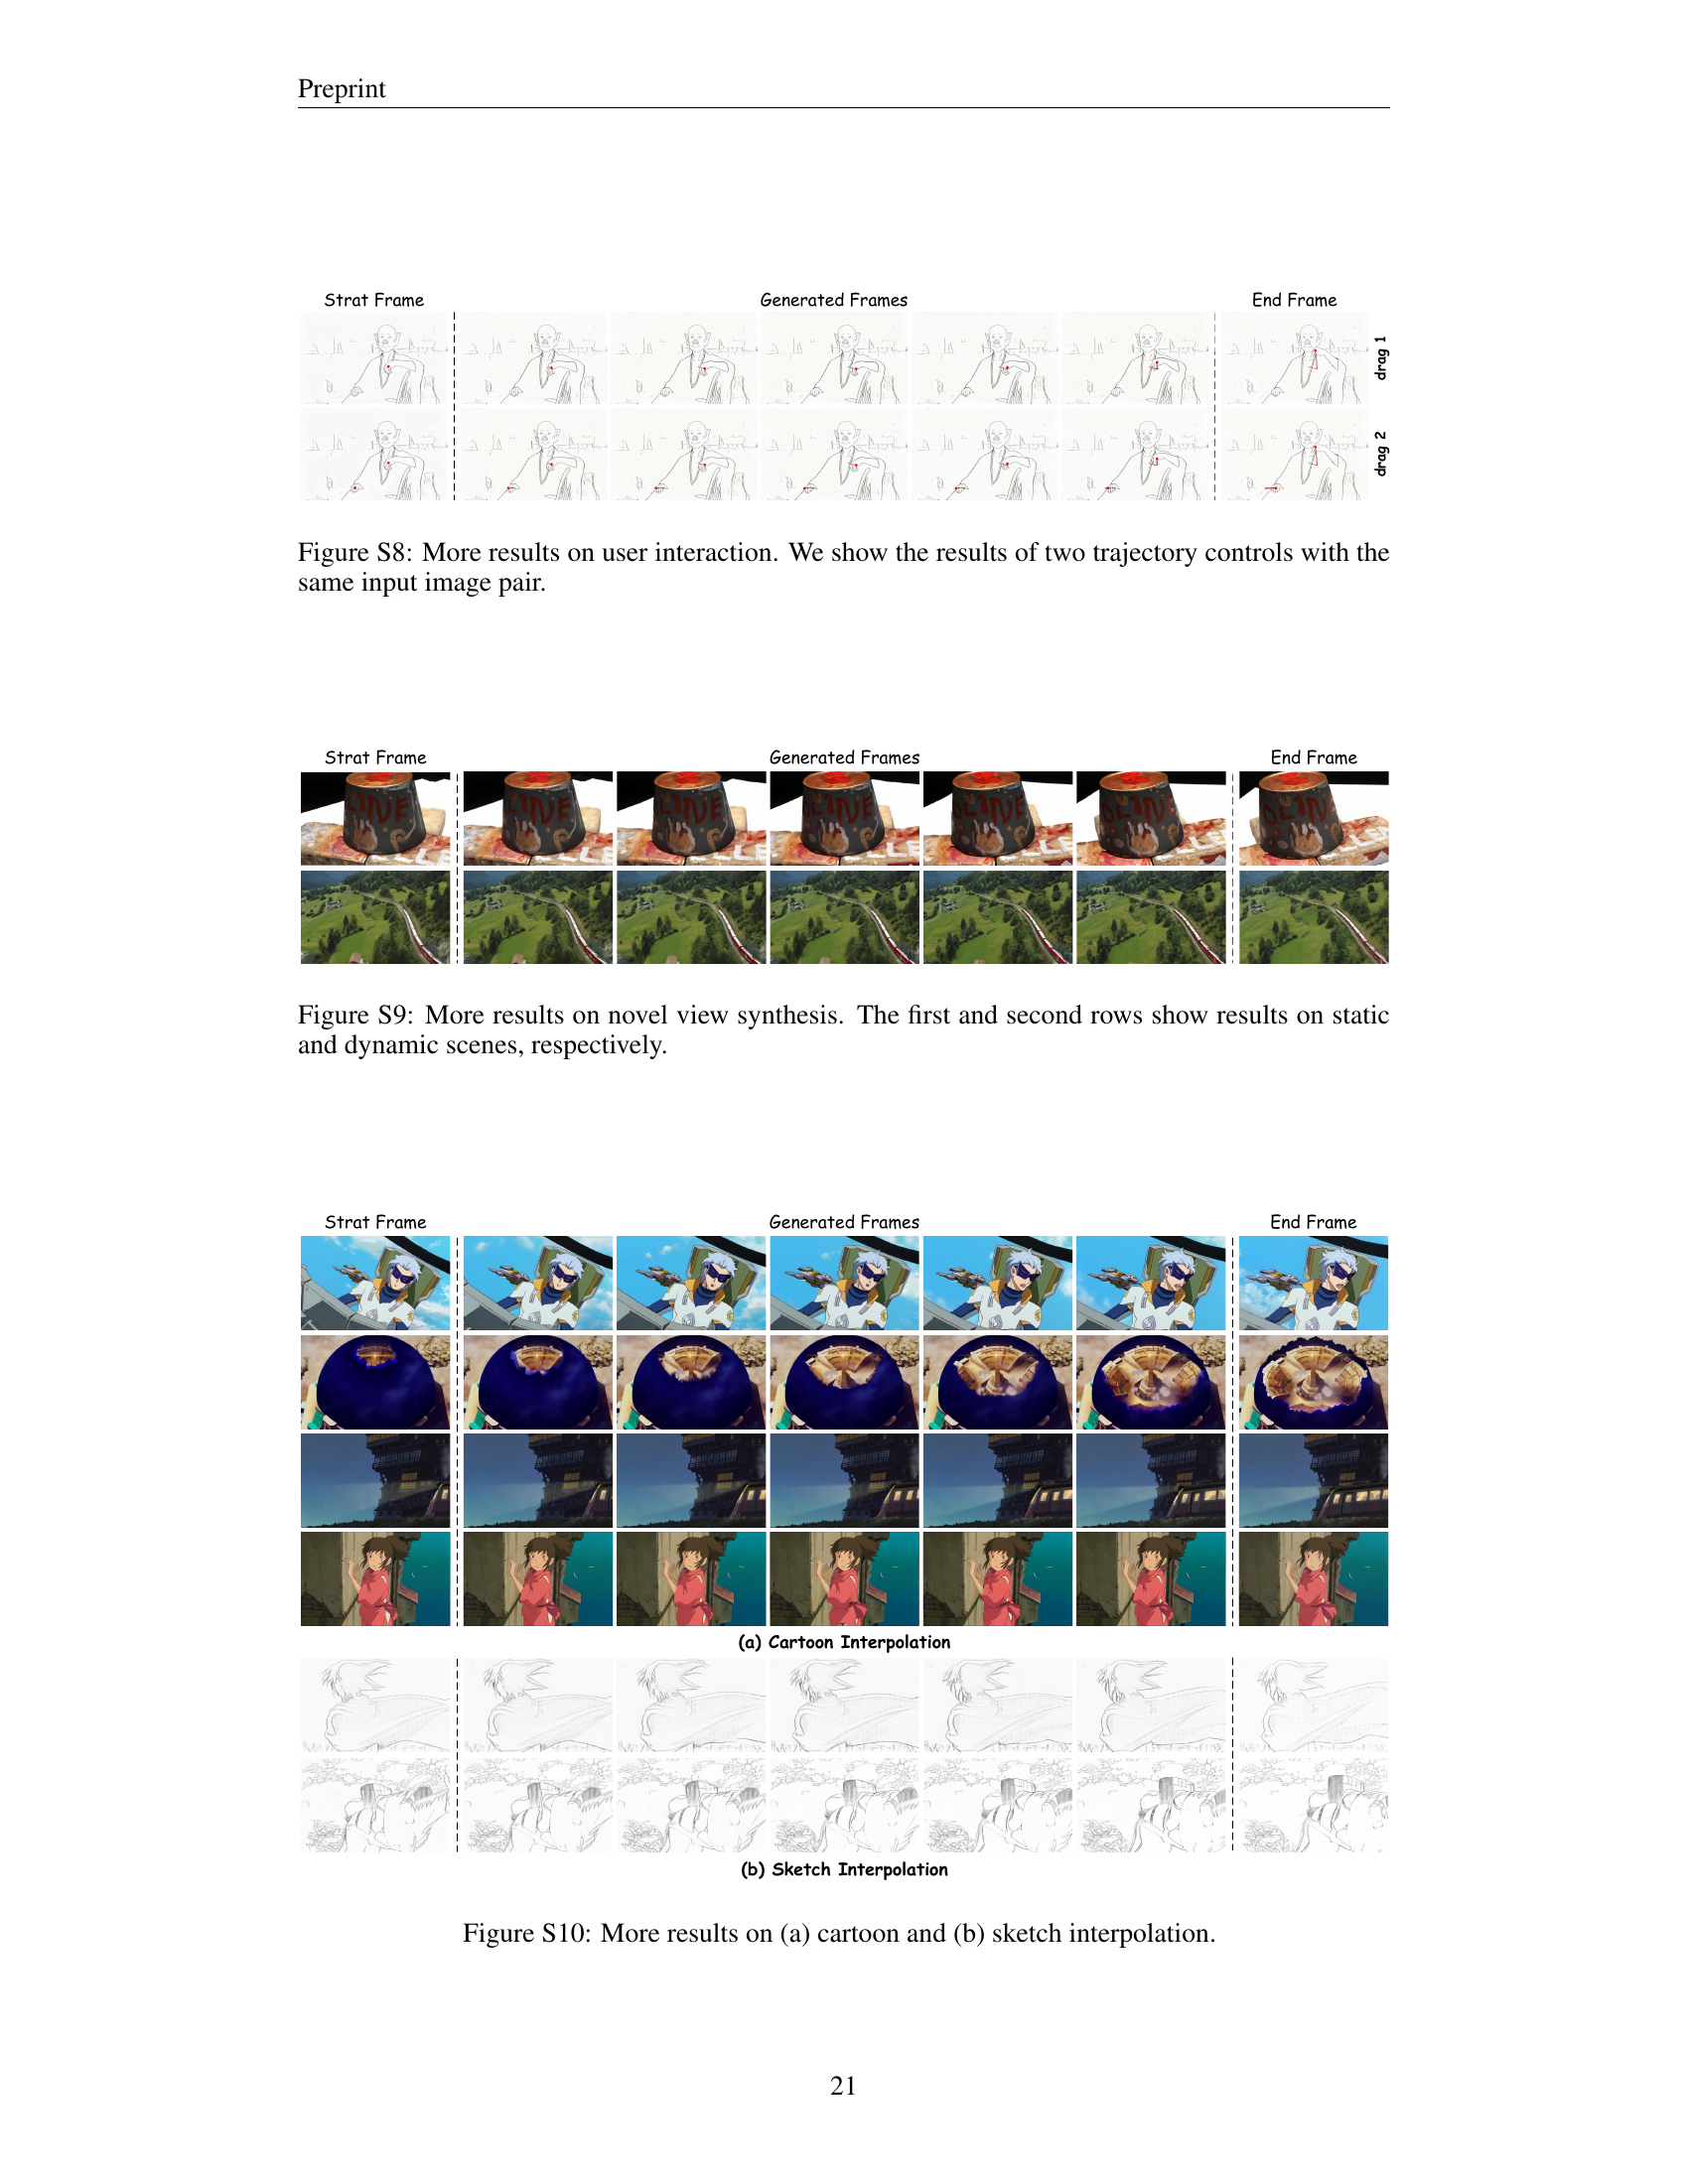 Preprint
Strat Frame Generated Frames End Frame
drag 1
drag 2
Figure S8: More results on user interaction. We show the results of two trajectory controls with the
same input image pair.
Strat Frame Generated Frames End Frame
Figure S9: More results on novel view synthesis. The first and second rows show results on static
and dynamic scenes, respectively.
Strat Frame Generated Frames End Frame
(a) Cartoon Interpolation
(b) Sketch Interpolation
Figure S10: More results on (a) cartoon and (b) sketch interpolation.
21